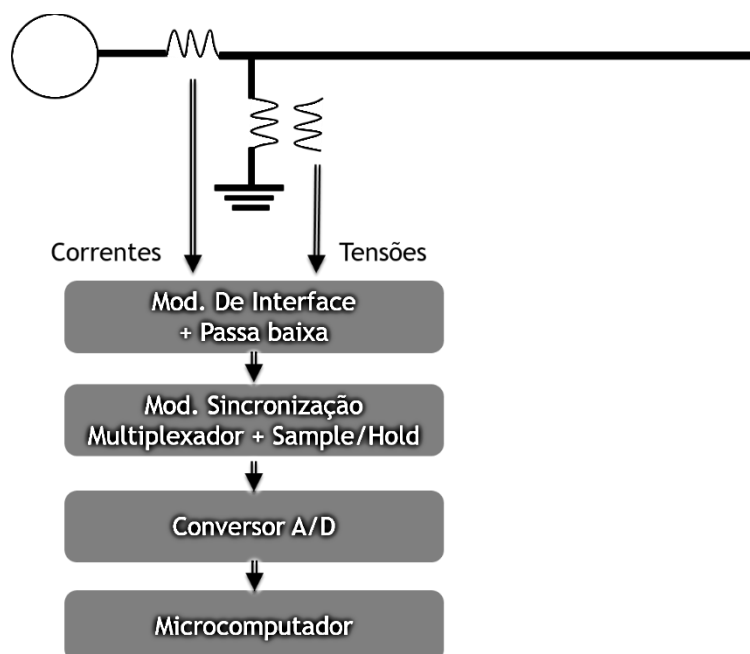 Correntes
Tensões
Mod. De Interface
+ Passa baixa
Mod. Sincronização
Multiplexador + Sample/Hold
Conversor A/D
Microcomputador